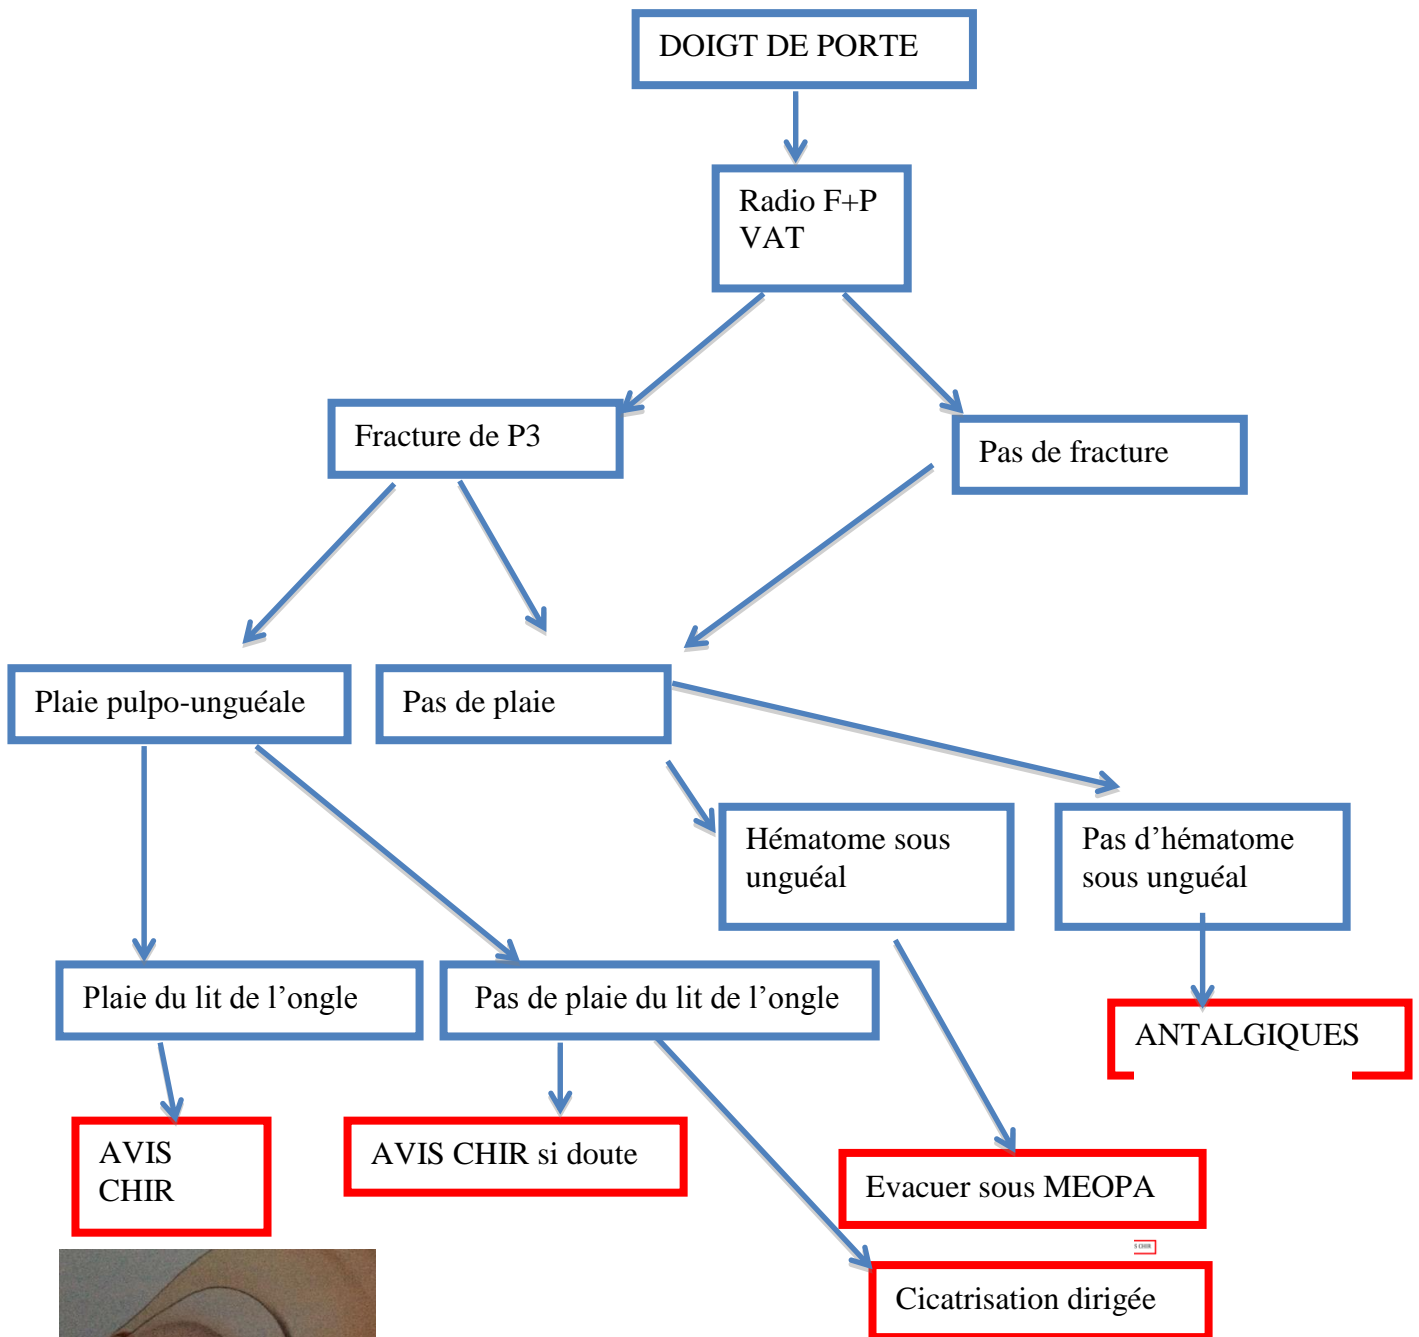 DOIGT DE PORTE
Radio F+P
VAT
Fracture de P3
Pas de fracture
Plaie pulpo-unguéale
Pas de plaie
Hématome sous
unguéal
Pas d’hématome
sous unguéal
Plaie du lit de l’ongle
Pas de plaie du lit de l’ongle
ANTALGIQUES
AVIS
CHIR
AVIS CHIR si doute
Evacuer sous MEOPA
Cicatrisation dirigée